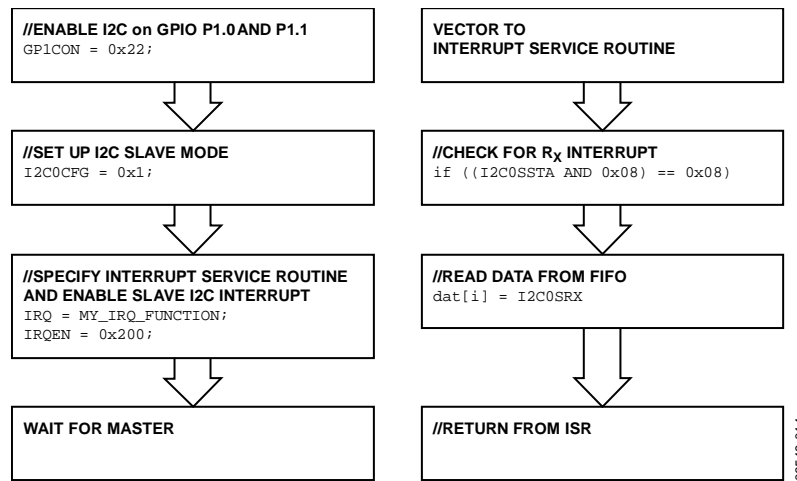 //ENABLE I2C on GPIO P1.0 AND P1.1
GP1CON = 0x22;
//SET UP I2C SLAVE MODE
I2C0CFG = 0x1;
//SPECIFY INTERRUPT SERVICE ROUTINE
AND ENABLE SLAVE I2C INTERRUPT
IRQ = MY_IRQ_FUNCTION;
IRQEN = 0x200;
WAIT FOR MASTER
VECTOR TO
INTERRUPT SERVICE ROUTINE
//CHECK FOR RX INTERRUPT
if ((I2C0SSTA AND 0x08) == 0x08)
//READ DATA FROM FIFO
dat[i] = I2C0SRX
//RETURN FROM ISR